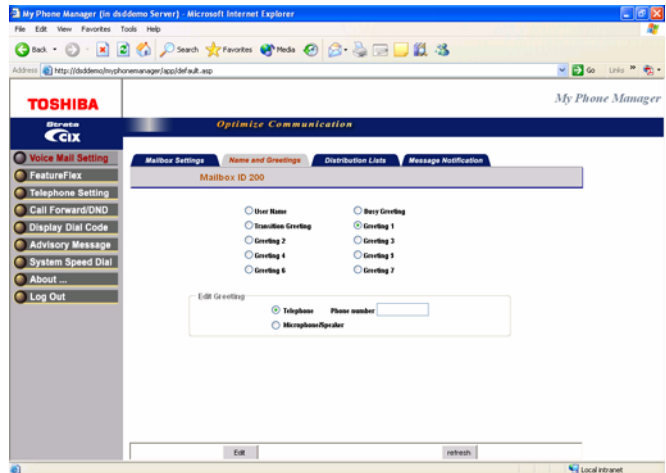 My Phone Manager (in dsddemo Server) - Microsoft Internet Explorer
File Edit View Favorites Tools Help
Back Search Favorites Media
Address http://dsddemo/myphonemanager/app/default.asp Go Links »
TOSHIBA
My Phone Manager
Strata
CIX
Optimize Communication
Voice Mail Setting
FeatureFlex
Telephone Setting
Call Forward/DND
Display Dial Code
Advisory Message
System Speed Dial
About ...
Log Out
Mailbox Settings Name and Greetings Distribution Lists Message Notification
Mailbox ID 200
User Name Busy Greeting
Transition Greeting Greeting 1
Greeting 2 Greeting 3
Greeting 4 Greeting 5
Greeting 6 Greeting 7
Edit Greeting
Telephone Phone number
Microphone/Speaker
Edit refresh
Local intranet